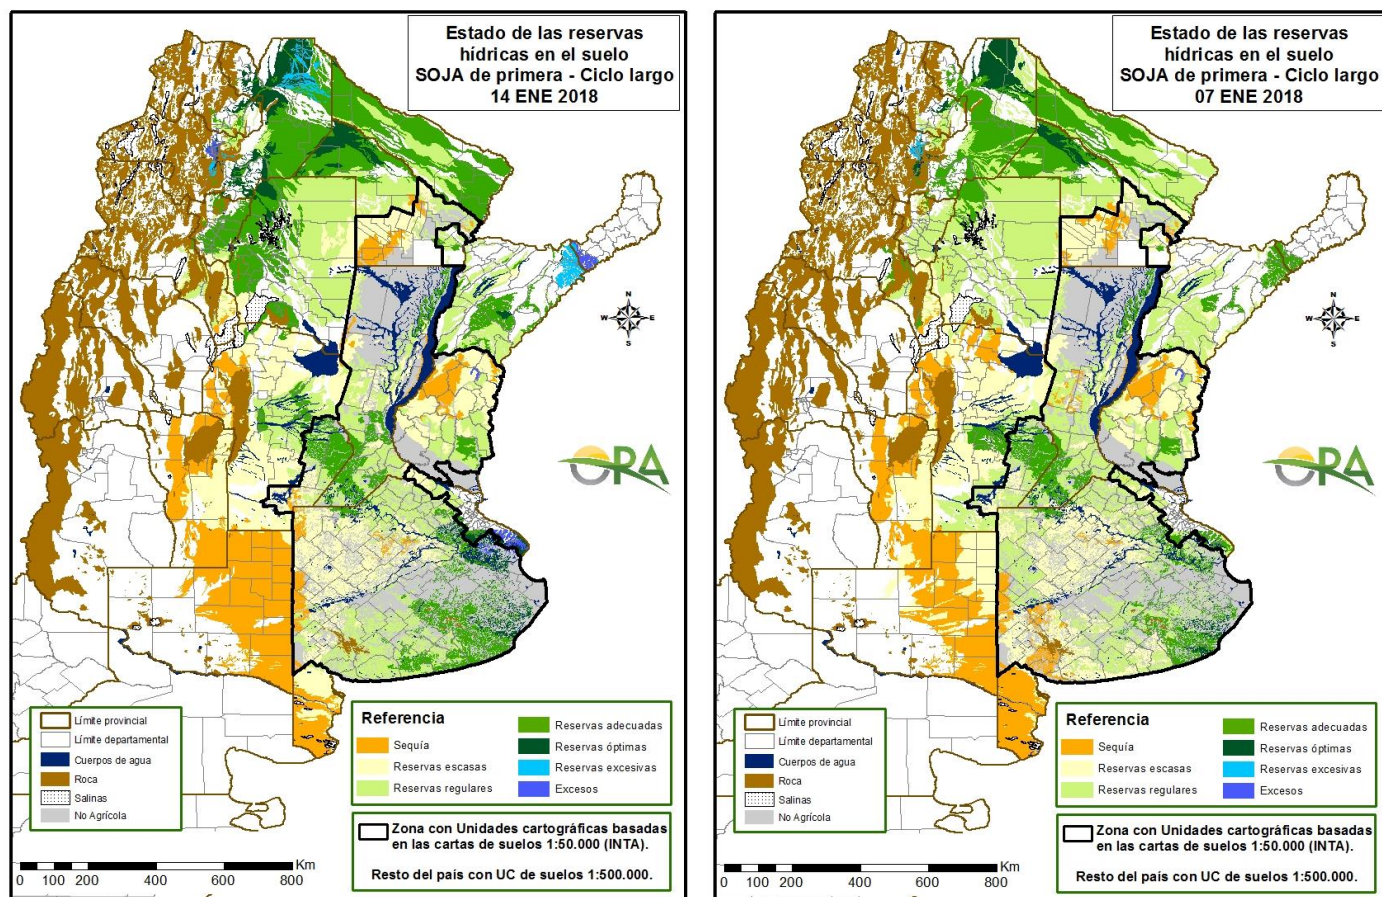 Estado de las reservas
hídricas en el suelo
SOJA de primera - Ciclo largo
14 ENE 2018
N
W E
S
ORA
Límite provincial
Límite departamental
Cuerpos de agua
Roca
Salinas
No Agrícola
Referencia
Sequía
Reservas escasas
Reservas regulares
Reservas adecuadas
Reservas óptimas
Reservas excesivas
Excesos
Zona con Unidades cartográficas basadas
en las cartas de suelos 1:50.000 (INTA).
Resto del país con UC de suelos 1:500.000.
Km
0 100 200 400 600 800
Estado de las reservas
hídricas en el suelo
SOJA de primera - Ciclo largo
07 ENE 2018
N
W E
S
ORA
Límite provincial
Límite departamental
Cuerpos de agua
Roca
Salinas
No Agrícola
Referencia
Sequía
Reservas escasas
Reservas regulares
Reservas adecuadas
Reservas óptimas
Reservas excesivas
Excesos
Zona con Unidades cartográficas basadas
en las cartas de suelos 1:50.000 (INTA).
Resto del país con UC de suelos 1:500.000.
Km
0 100 200 400 600 800